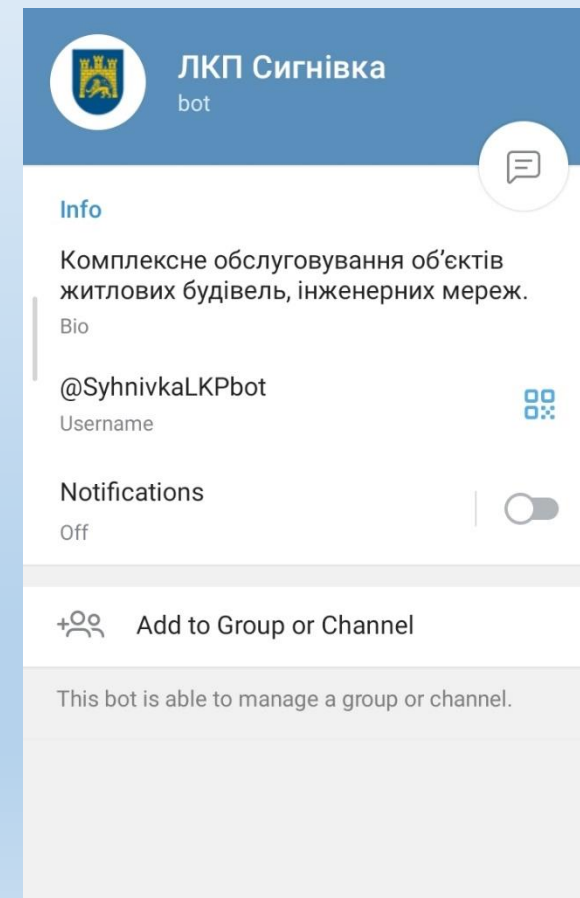 ЛКП Сигнівка
bot
Info
Комплексне обслуговування об’єктів
житлових будівель, інженерних мереж.
Bio
@SyhnivkaLKPbot
Username
Notifications
Off
Add to Group or Channel
This bot is able to manage a group or channel.